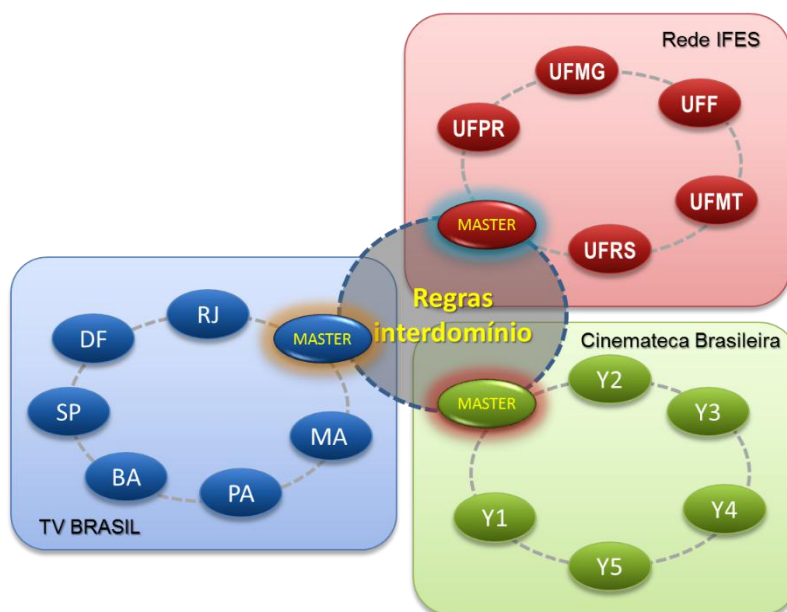 Rede IFES
UFMG
UFF
UFPR
UFMT
MASTER
UFRS
Regras
interdomínio
RJ
DF
MASTER
SP
MA
BA
PA
TV BRASIL
Cinemateca Brasileira
Y2
MASTER
Y3
Y1
Y4
Y5